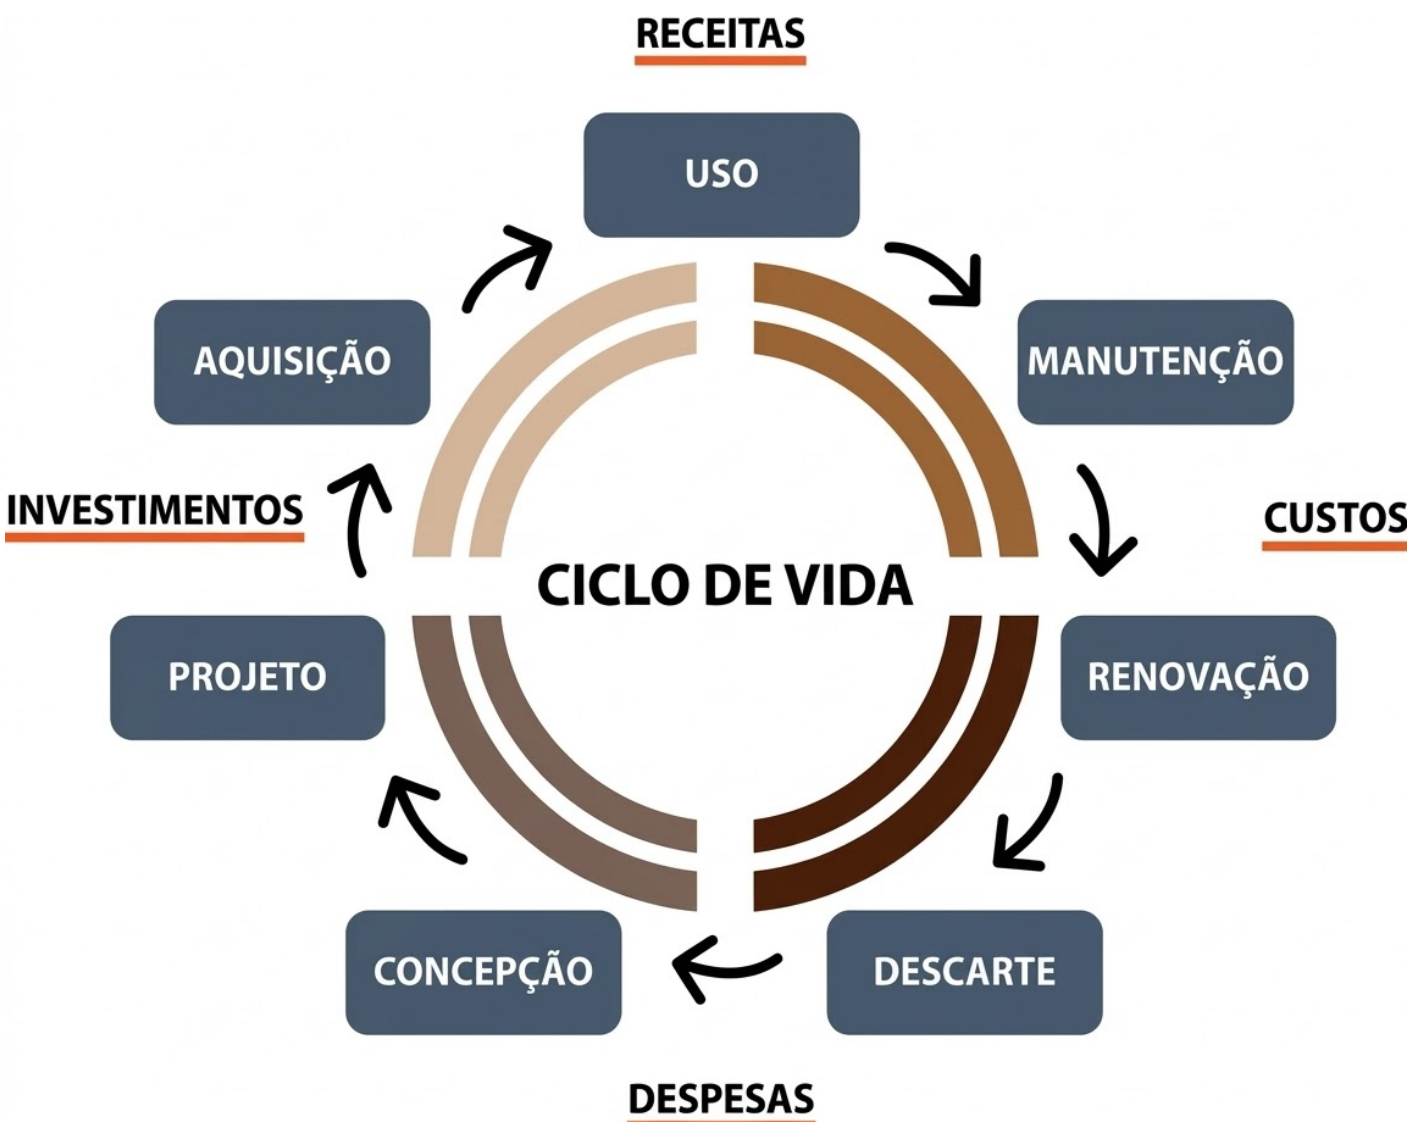 RECEITAS
USO
AQUISIÇÃO
MANUTENÇÃO
INVESTIMENTOS
CUSTOS
CICLO DE VIDA
PROJETO
RENOVAÇÃO
CONCEPÇÃO
DESCARTE
DESPESAS